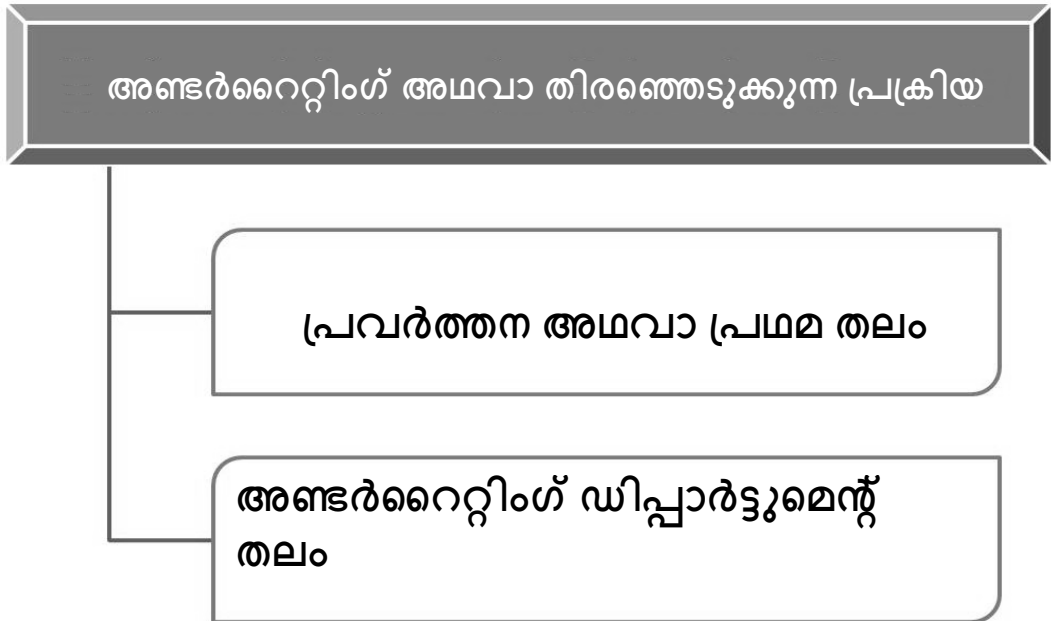 അണ്ടർറൈറ്റിംഗ് അഥവാ തിരഞ്ഞെടുക്കുന്ന പ്രക്രിയ
പ്രവർത്തന അഥവാ പ്രഥമ തലം
അണ്ടർറൈറ്റിംഗ് ഡിപ്പാർട്ടുമെന്റ്
തലം